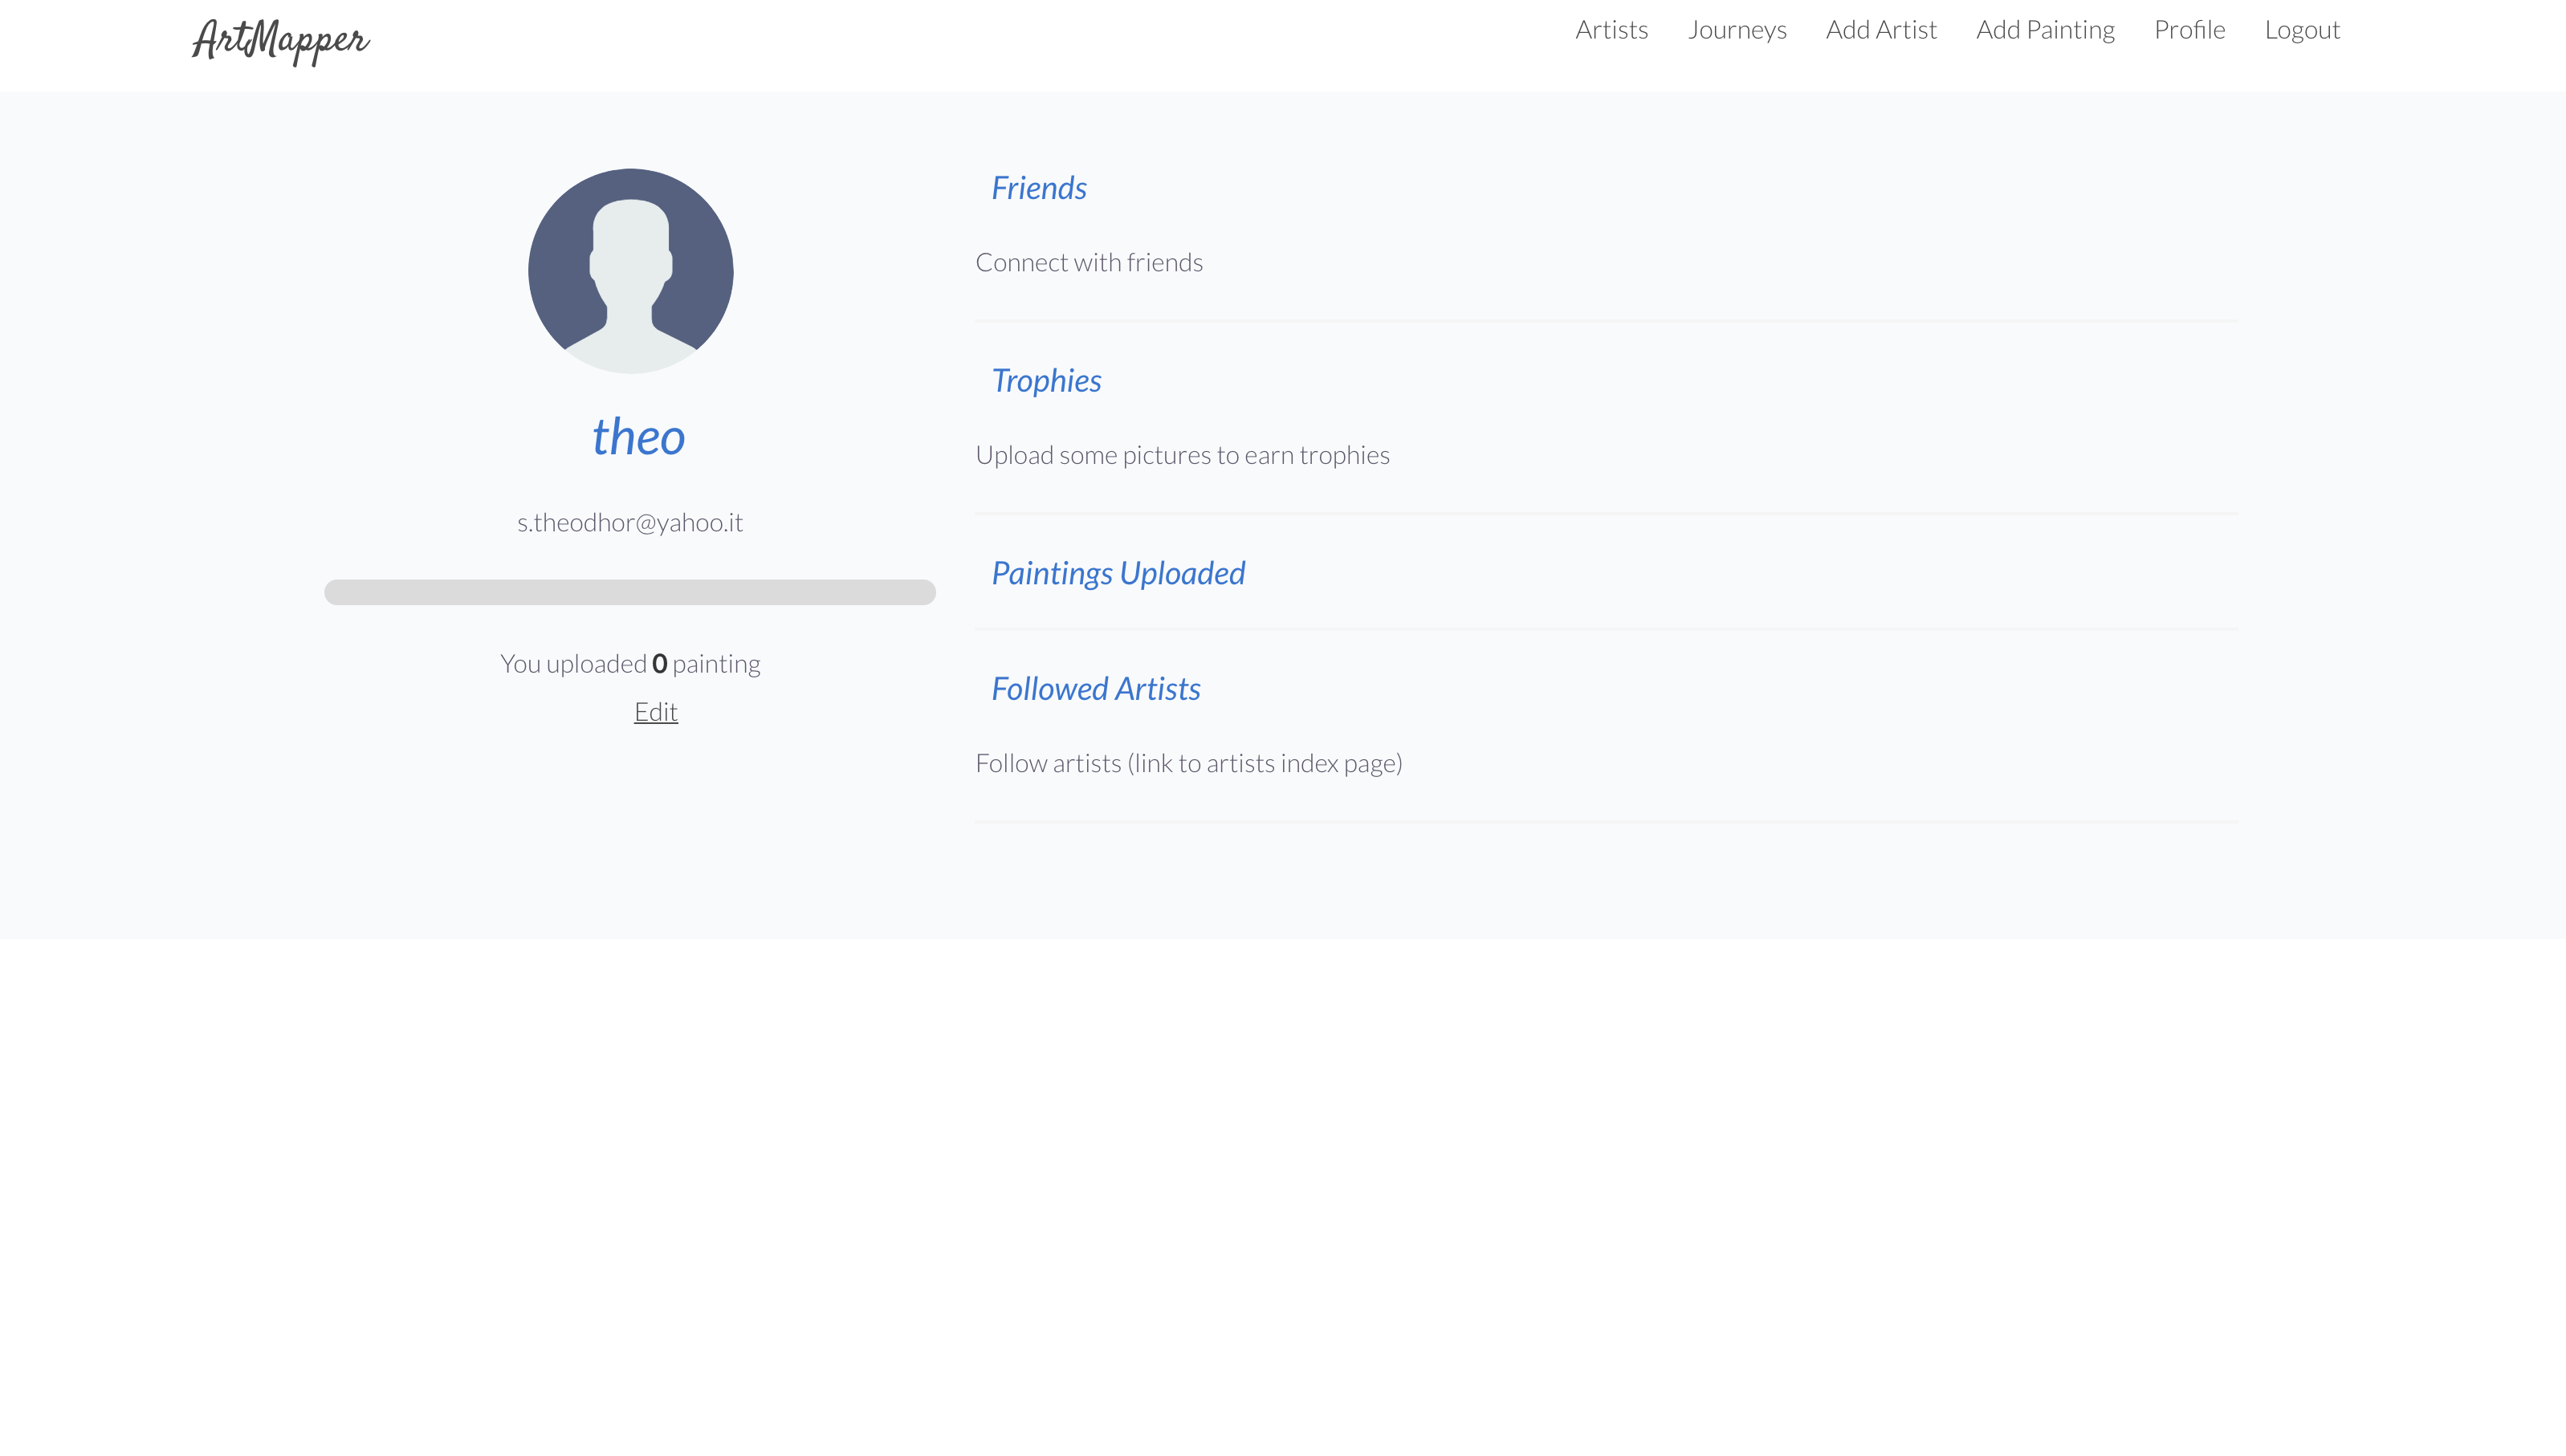 ArtMapper
Artists Journeys Add Artist Add Painting Profile Logout
theo
s.theodhor@yahoo.it
You uploaded 0 painting
Edit
Friends
Connect with friends
Trophies
Upload some pictures to earn trophies
Paintings Uploaded
Followed Artists
Follow artists (link to artists index page)